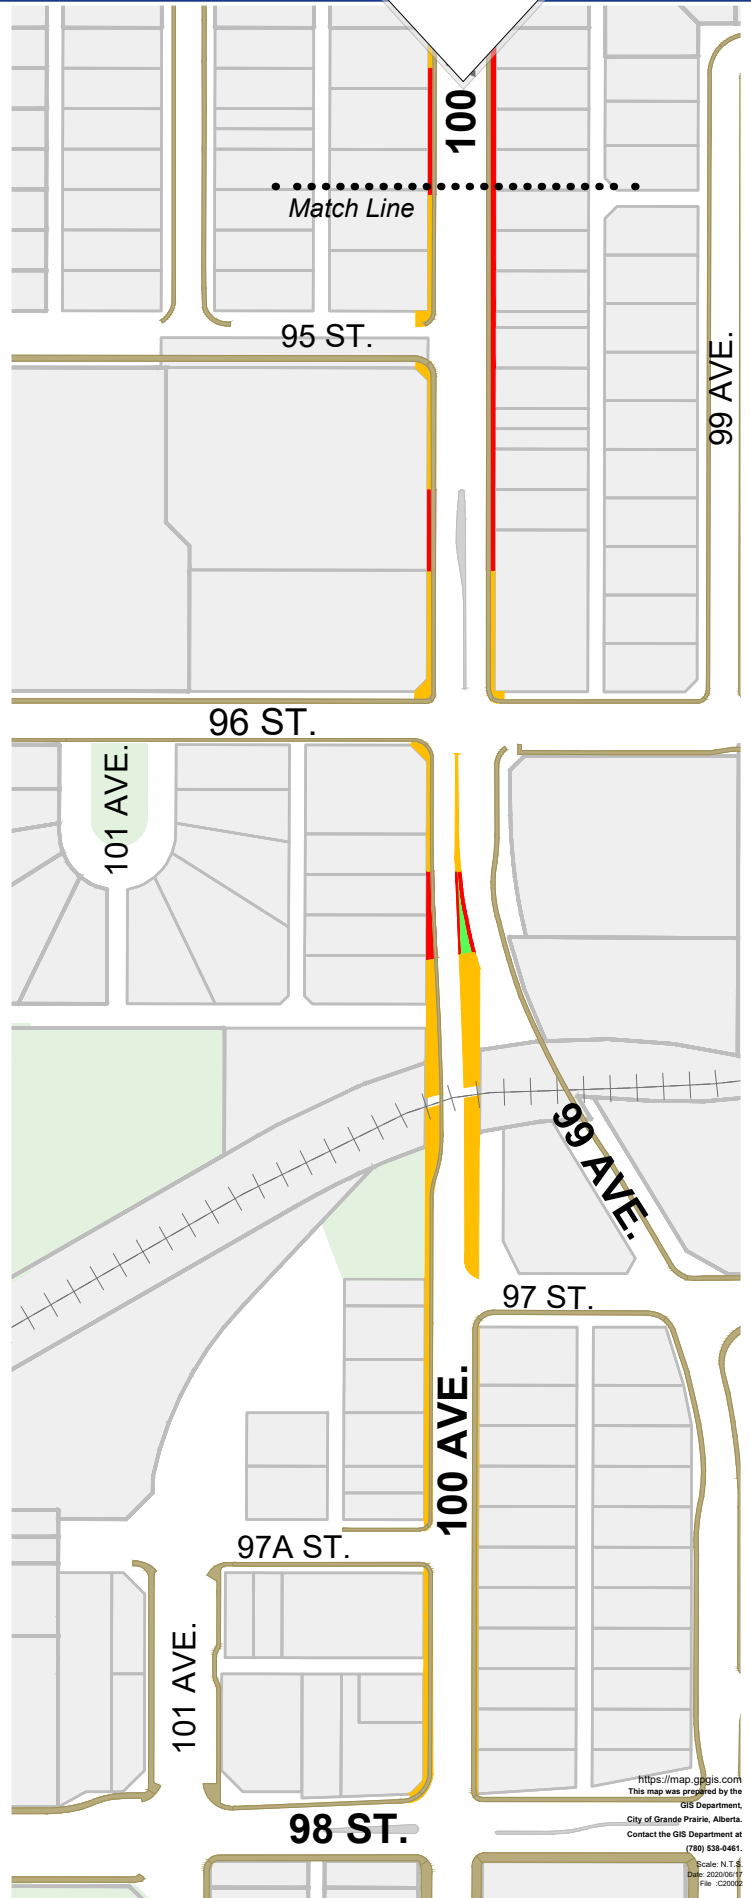 100
Match Line
95 ST.
99 AVE.
96 ST.
101 AVE.
99 AVE.
97 ST.
100 AVE.
97A ST.
101 AVE.
98 ST.
https://map.gpgis.com
This map was prepared by the
GIS Department,
City of Grande Prairie, Alberta.
Contact the GIS Department at
(780) 538-0461.
Scale: N.T.S.
Date: 2020/06/17
File :C20002